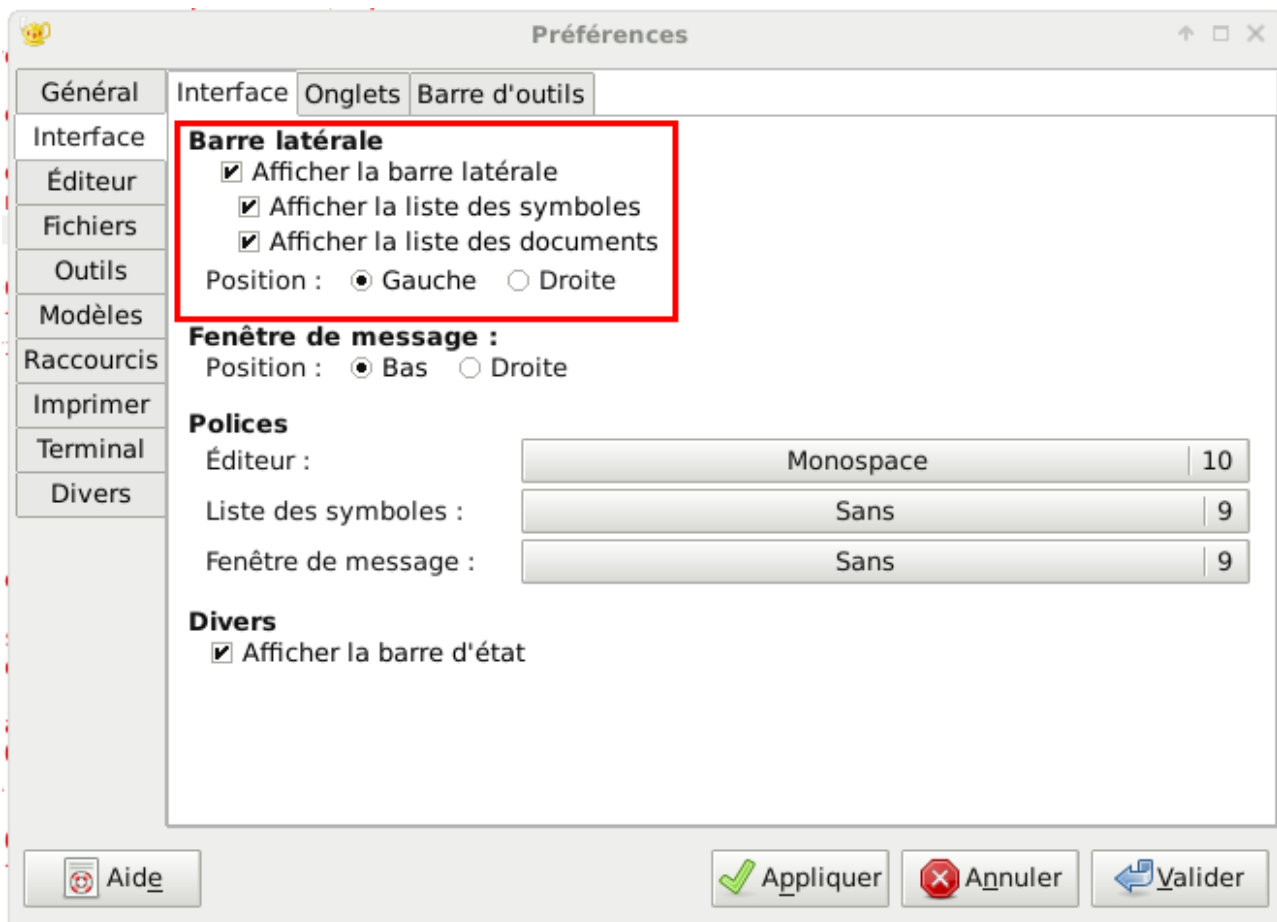 Préférences
Général
Interface
Éditeur
Fichiers
Outils
Modèles
Raccourcis
Imprimer
Terminal
Divers
Interface Onglets Barre d'outils
Barre latérale
Afficher la barre latérale
Afficher la liste des symboles
Afficher la liste des documents
Position : Gauche Droite
Fenêtre de message :
Position : Bas Droite
Polices
Éditeur : Monospace 10
Liste des symboles : Sans 9
Fenêtre de message : Sans 9
Divers
Afficher la barre d'état
Aide Appliquer Annuler Valider